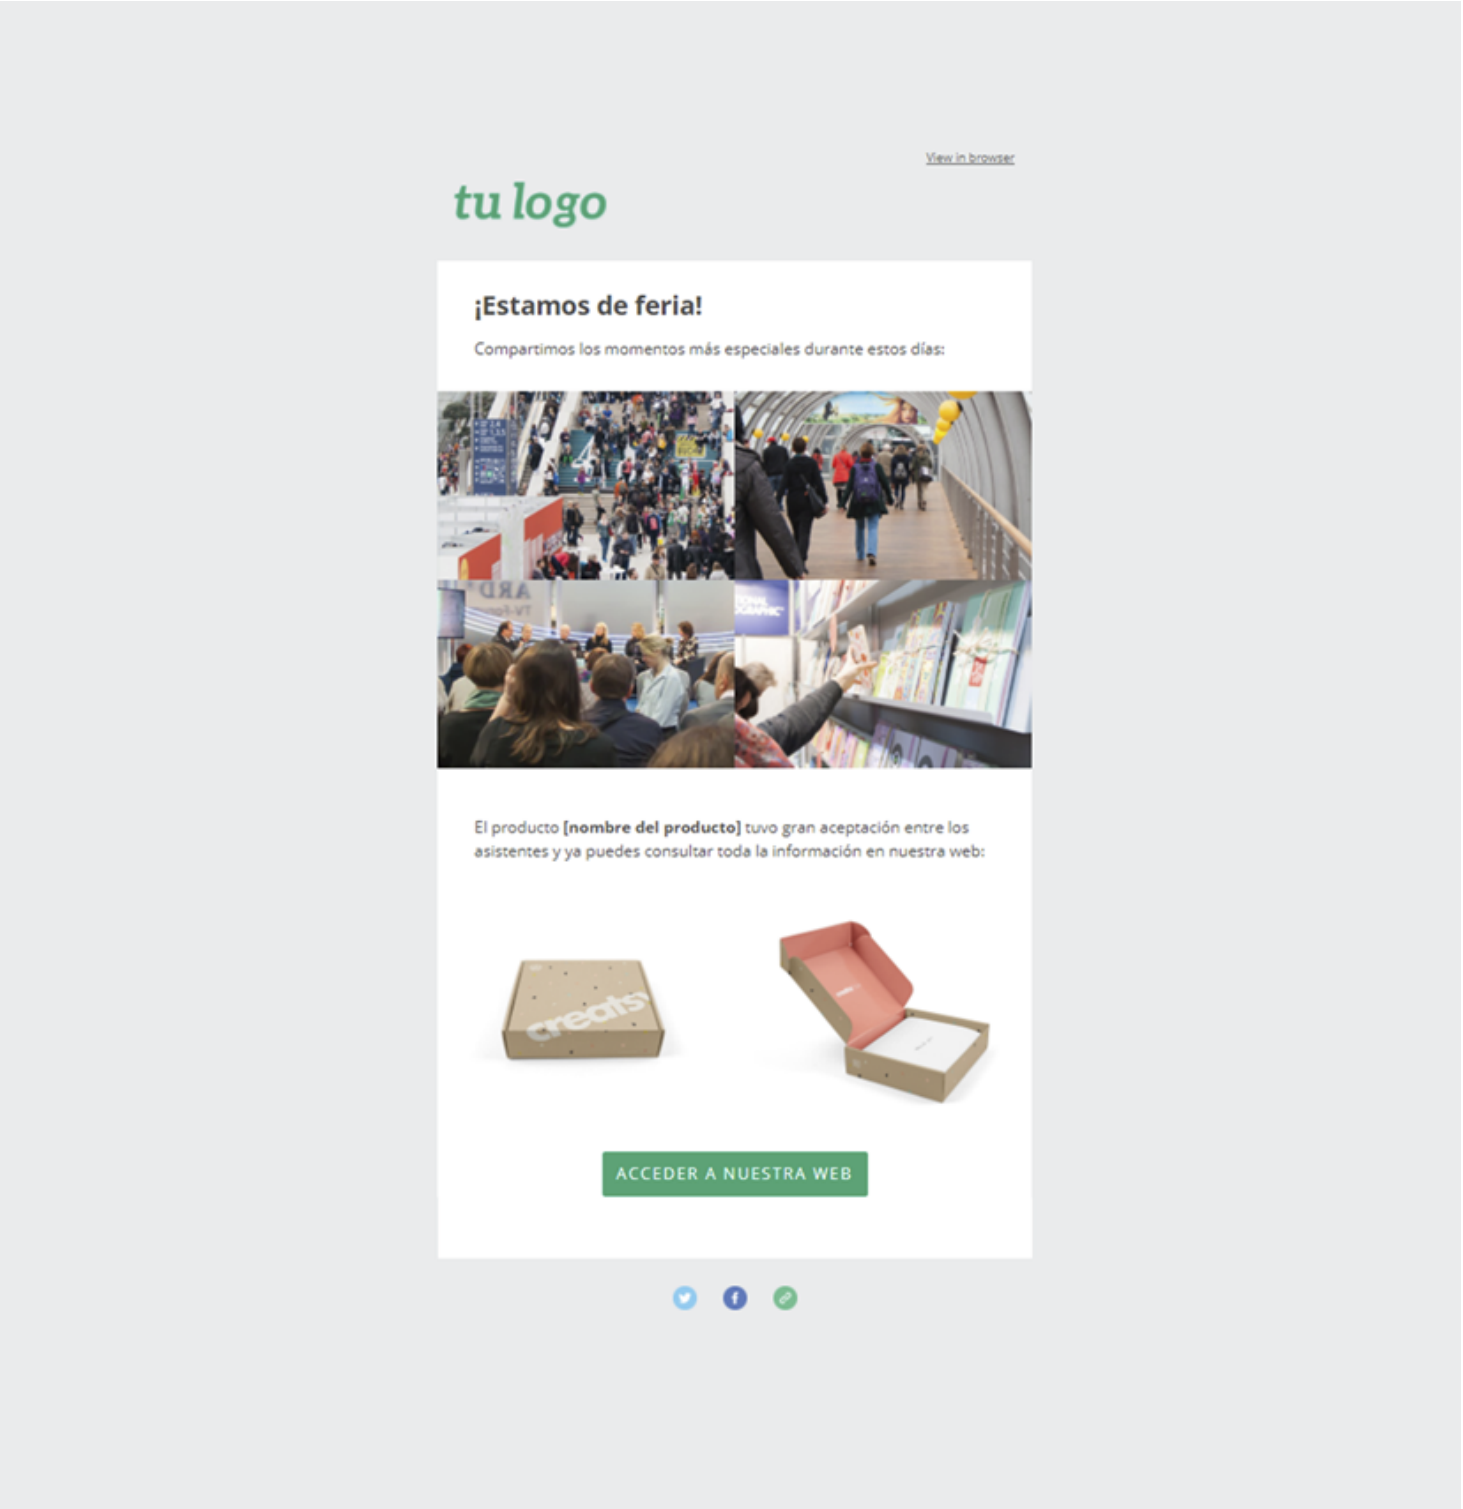 View in browser
tu logo
¡Estamos de feria!
Compartimos los momentos más especiales durante estos días:
ARD
TV-
El producto [nombre del producto] tuvo gran aceptación entre los
asistentes y ya puedes consultar toda la información en nuestra web:
creats
ACCEDER A NUESTRA WEB